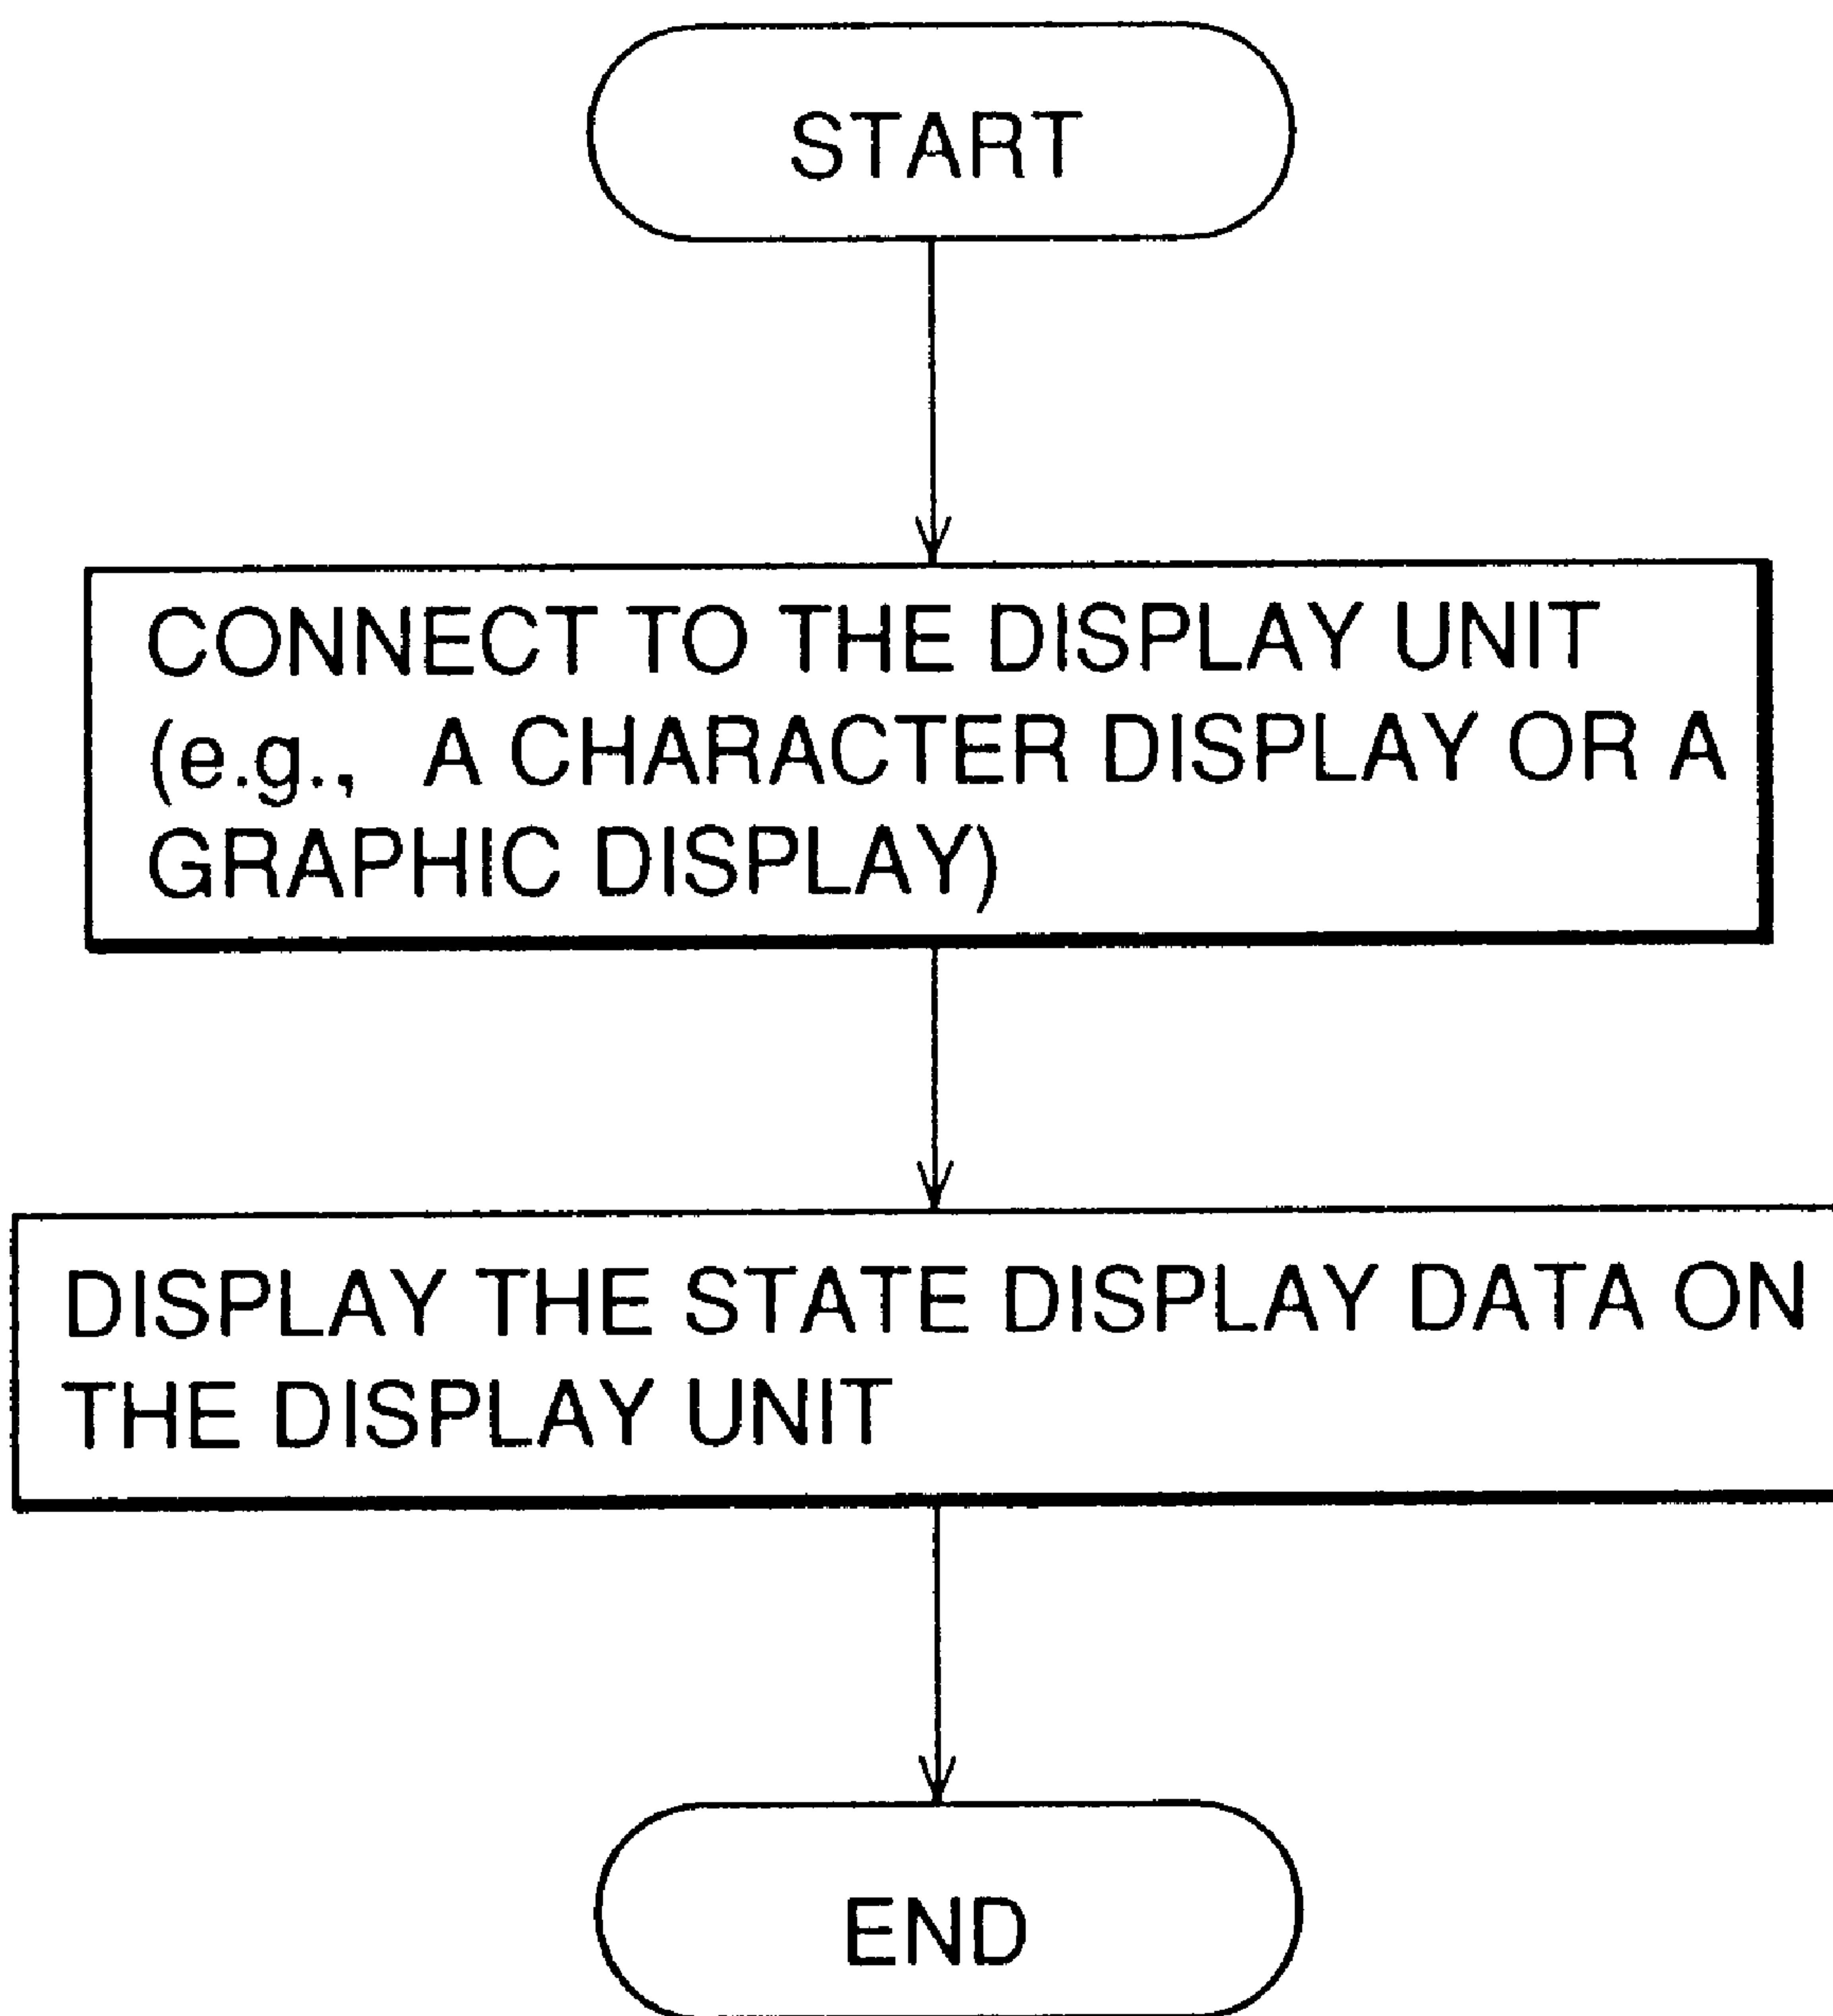 START
CONNECT TO THE DISPLAY UNIT
(e.g., A CHARACTER DISPLAY OR A
GRAPHIC DISPLAY)
DISPLAY THE STATE DISPLAY DATA ON
THE DISPLAY UNIT
END